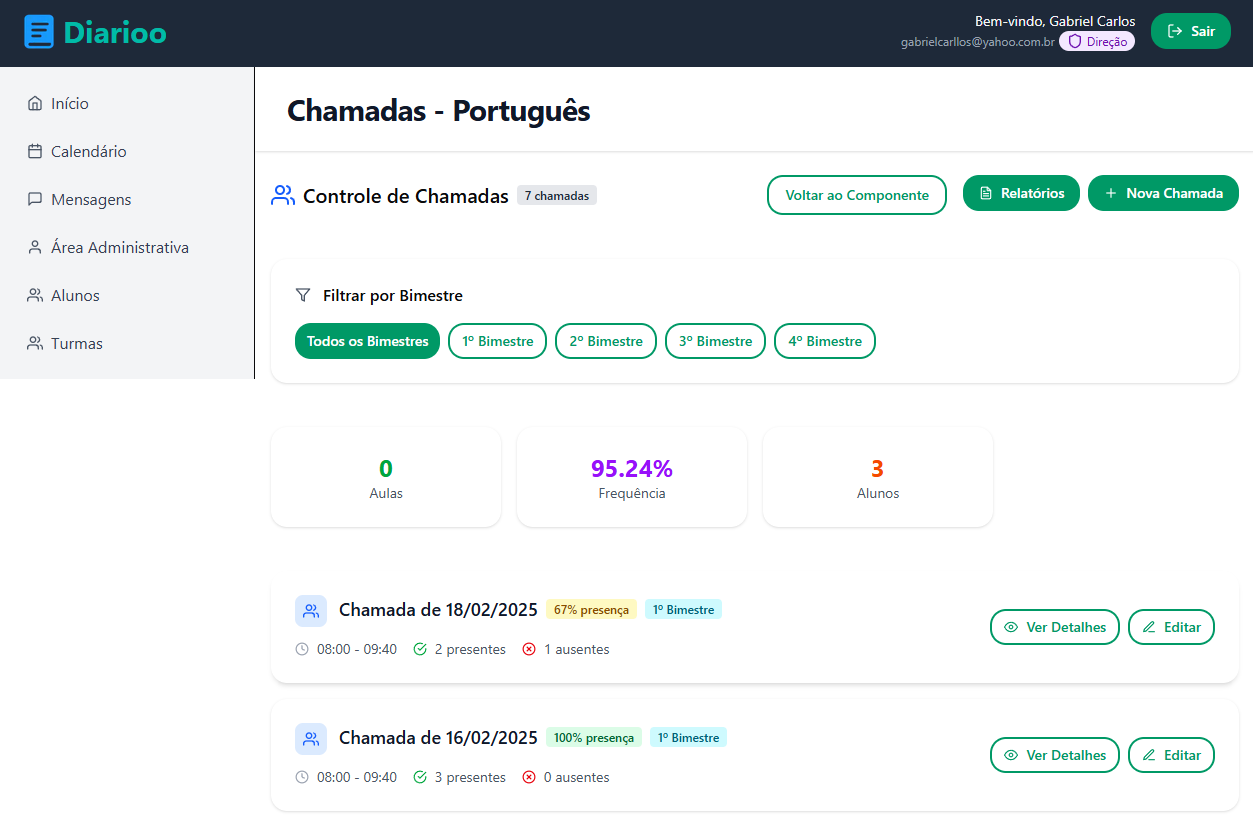 Diarioo
Bem-vindo, Gabriel Carlos
gabrielcarllos@yahoo.com.br Direção
Sair
Início
Calendário
Mensagens
Área Administrativa
Alunos
Turmas
Chamadas - Português
Controle de Chamadas 7 chamadas
Voltar ao Componente Relatórios Nova Chamada
Filtrar por Bimestre
Todos os Bimestres 1º Bimestre 2º Bimestre 3º Bimestre 4º Bimestre
0
Aulas
95.24%
Frequência
3
Alunos
Chamada de 18/02/2025 67% presença 1º Bimestre
08:00 - 09:40 2 presentes 1 ausentes
Ver Detalhes Editar
Chamada de 16/02/2025 100% presença 1º Bimestre
08:00 - 09:40 3 presentes 0 ausentes
Ver Detalhes Editar